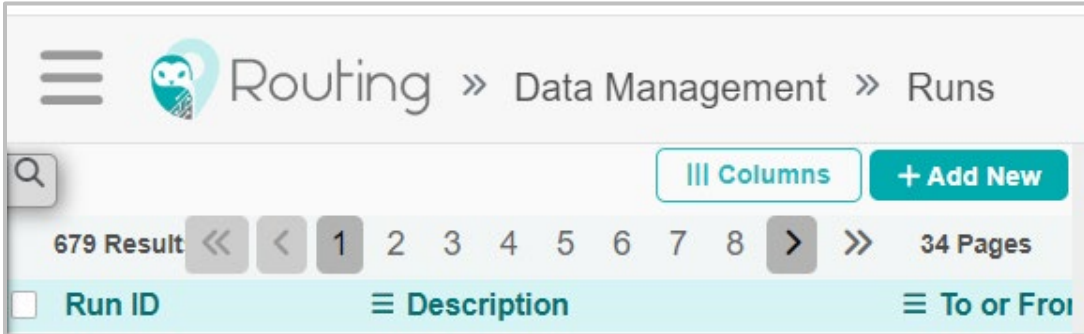 Routing » Data Management » Runs
Columns + Add New
679 Result « < 1 2 3 4 5 6 7 8 > » 34 Pages
Run ID Description To or Fro